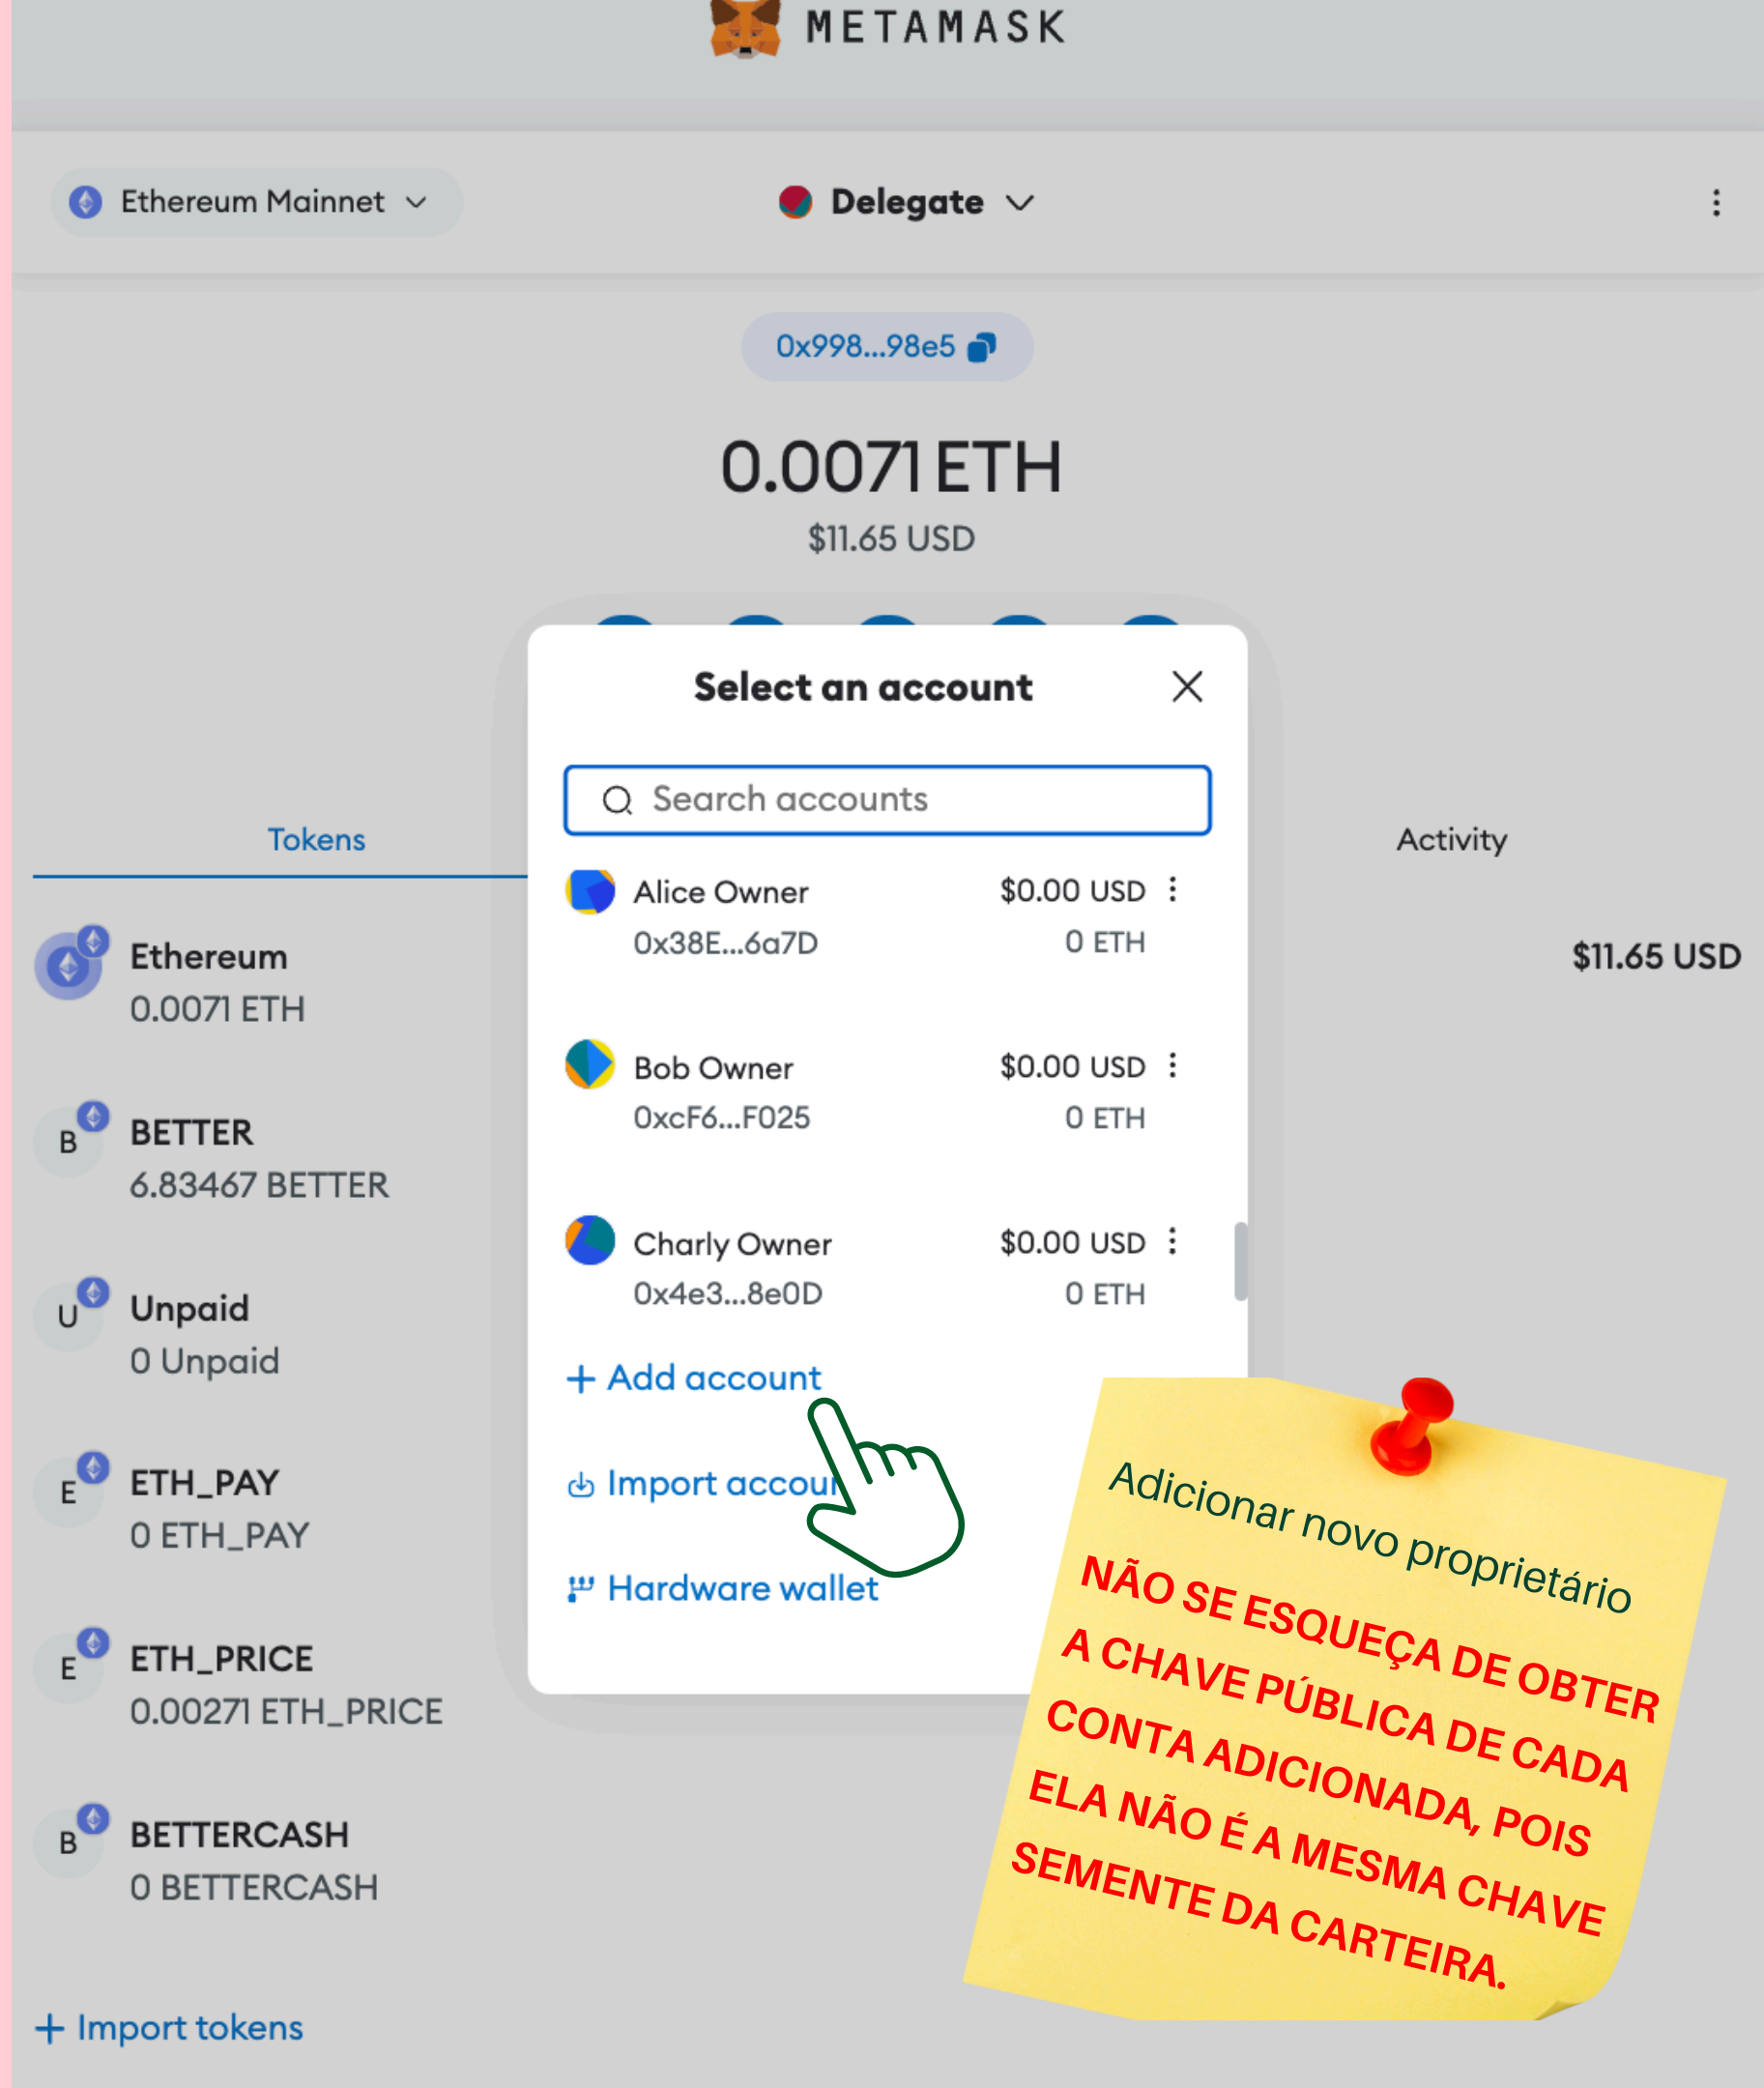 METAMASK
Ethereum Mainnet
Delegate
0x998...98e5
0.0071 ETH
$11.65 USD
Select an account
Search accounts
Tokens
Activity
Alice Owner $0.00 USD
0x38E...6a7D 0 ETH
Bob Owner $0.00 USD
0xcF6...F025 0 ETH
Charly Owner $0.00 USD
0x4e3...8e0D 0 ETH
+ Add account
Import accoun
Hardware wallet
Ethereum $11.65 USD
0.0071 ETH
B BETTER
6.83467 BETTER
U Unpaid
0 Unpaid
E ETH_PAY
0 ETH_PAY
E ETH_PRICE
0.00271 ETH_PRICE
B BETTERCASH
0 BETTERCASH
+ Import tokens
Adicionar novo proprietário
NÃO SE ESQUEÇA DE OBTER
A CHAVE PÚBLICA DE CADA
CONTA ADICIONADA, POIS
ELA NÃO É A MESMA CHAVE
SEMENTE DA CARTEIRA.